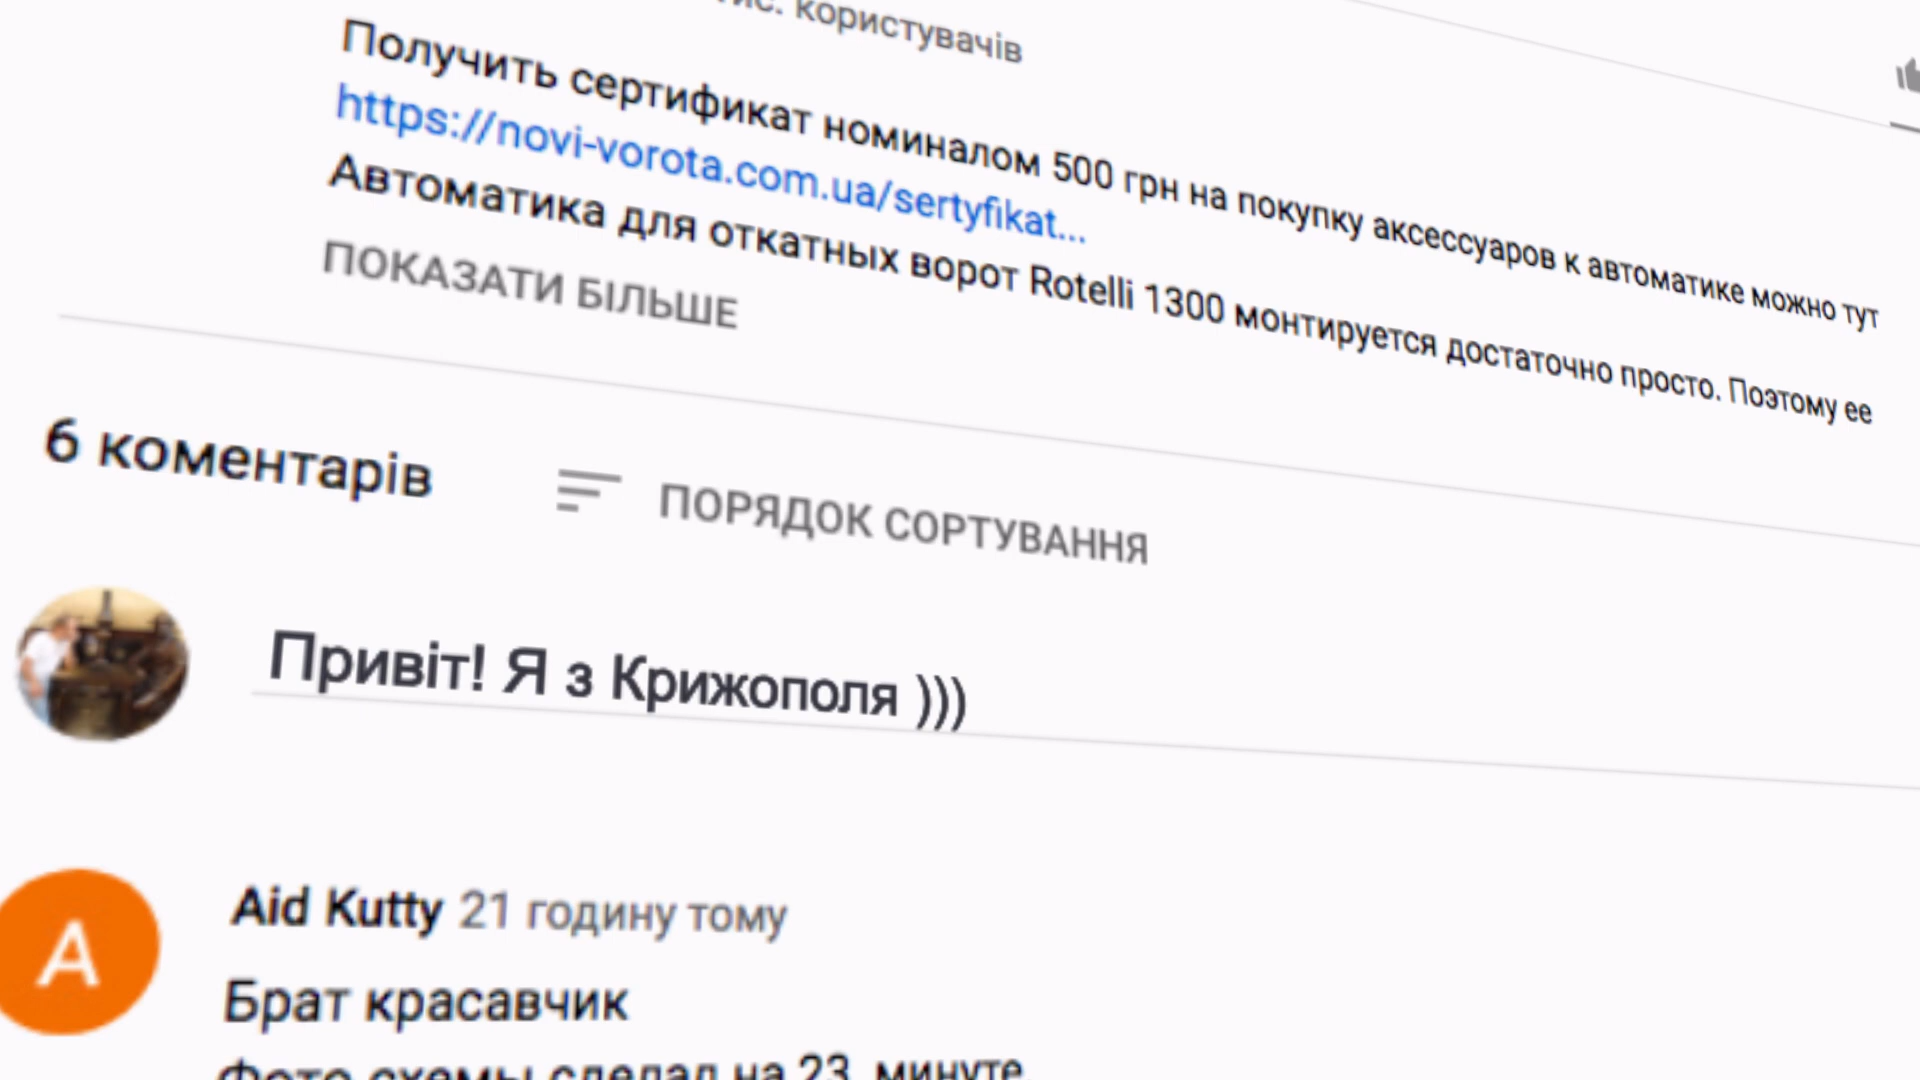 користувачів
Получить сертификат номиналом 500 грн на покупку аксессуаров к автоматике можно тут
https://novi-vorota.com.ua/sertyfikat...
Автоматика для откатных ворот Rotelli 1300 монтируется достаточно просто. Поэтому ее
ПОКАЗАТИ БІЛЬШЕ
6 коментарів
ПОРЯДОК СОРТУВАННЯ
Привіт! Я з Крижополя )))
A
Aid Kutty 21 годину тому
Брат красавчик
Фото схемы сделал на 23 минуте